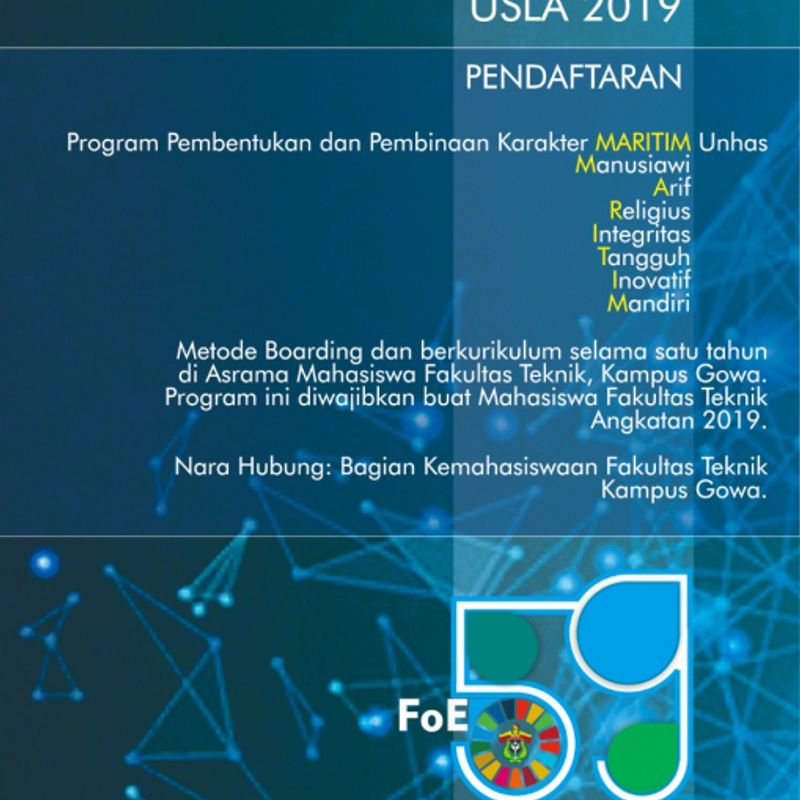 USLA 2019
PENDAFTARAN
Program Pembentukan dan Pembinaan Karakter MARITIM Unhas
Manusiawi
Arif
Religius
Integritas
Tangguh
Inovatif
Mandiri
Metode Boarding dan berkurikulum selama satu tahun
di Asrama Mahasiswa Fakultas Teknik, Kampus Gowa.
Program ini diwajibkan buat Mahasiswa Fakultas Teknik
Angkatan 2019.
Nara Hubung: Bagian Kemahasiswaan Fakultas Teknik
Kampus Gowa.
FoE
59